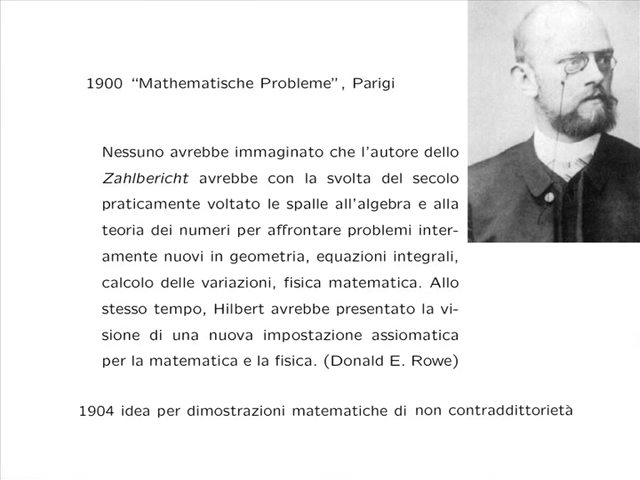 1900 “Mathematische Probleme”, Parigi
Nessuno avrebbe immaginato che l’autore dello
Zahlbericht avrebbe con la svolta del secolo
praticamente voltato le spalle all’algebra e alla
teoria dei numeri per affrontare problemi inter-
amente nuovi in geometria, equazioni integrali,
calcolo delle variazioni, fisica matematica. Allo
stesso tempo, Hilbert avrebbe presentato la vi-
sione di una nuova impostazione assiomatica
per la matematica e la fisica. (Donald E. Rowe)
1904 idea per dimostrazioni matematiche di non contraddittorietà